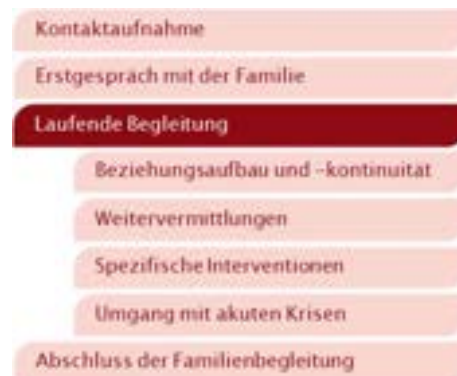 Kontaktaufnahme
Erstgespräch mit der Familie
Laufende Begleitung
Beziehungsaufbau und –kontinuität
Weitervermittlungen
Spezifische Interventionen
Umgang mit akuten Krisen
Abschluss der Familienbegleitung